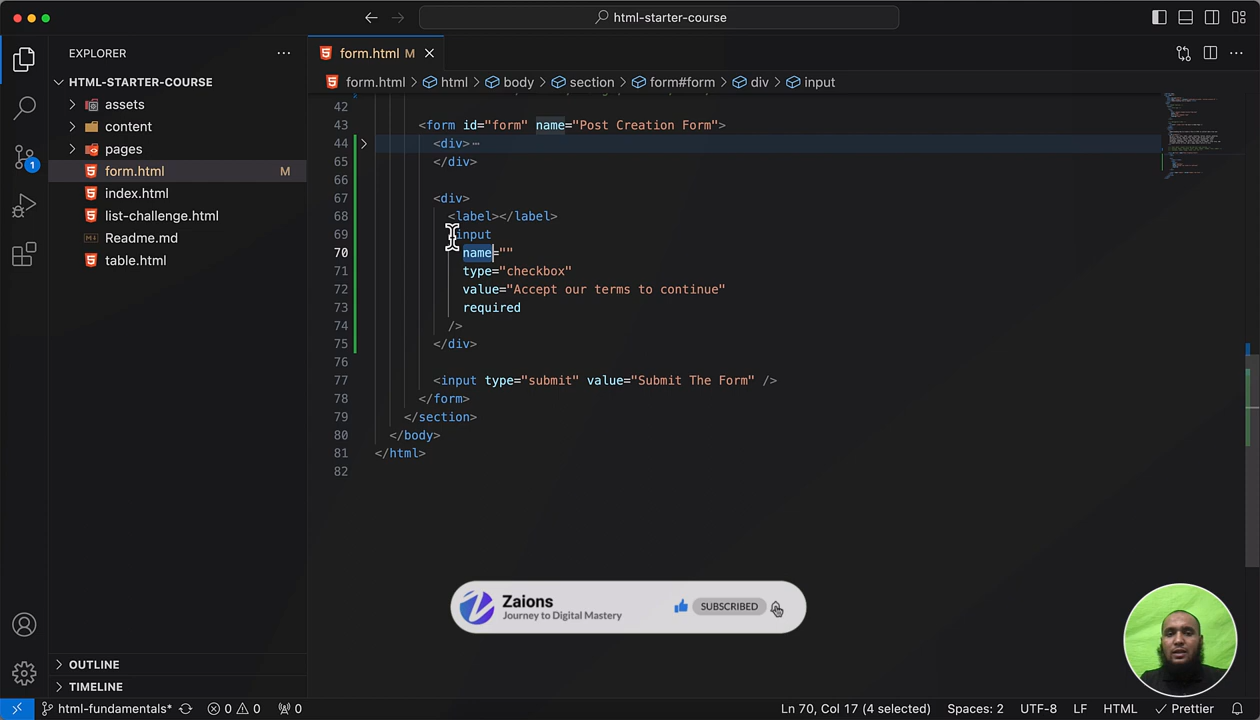 html-starter-course
EXPLORER
HTML-STARTER-COURSE
assets
content
pages
form.html M
index.html
list-challenge.html
Readme.md
table.html
OUTLINE
TIMELINE
form.html M
form.html > html > body > section > form#form > div > input
42
43 <form id="form" name="Post Creation Form">
44 <div>
65 </div>
66
67 <div>
68 <label></label>
69 input
70 name=""
71 type="checkbox"
72 value="Accept our terms to continue"
73 required
74 />
75 </div>
76
77 <input type="submit" value="Submit The Form" />
78 </form>
79 </section>
80 </body>
81 </html>
82
Zaions
Journey to Digital Mastery
SUBSCRIBED
1
html-fundamentals* 0 0 0 Ln 70, Col 17 (4 selected) Spaces: 2 UTF-8 LF HTML Prettier